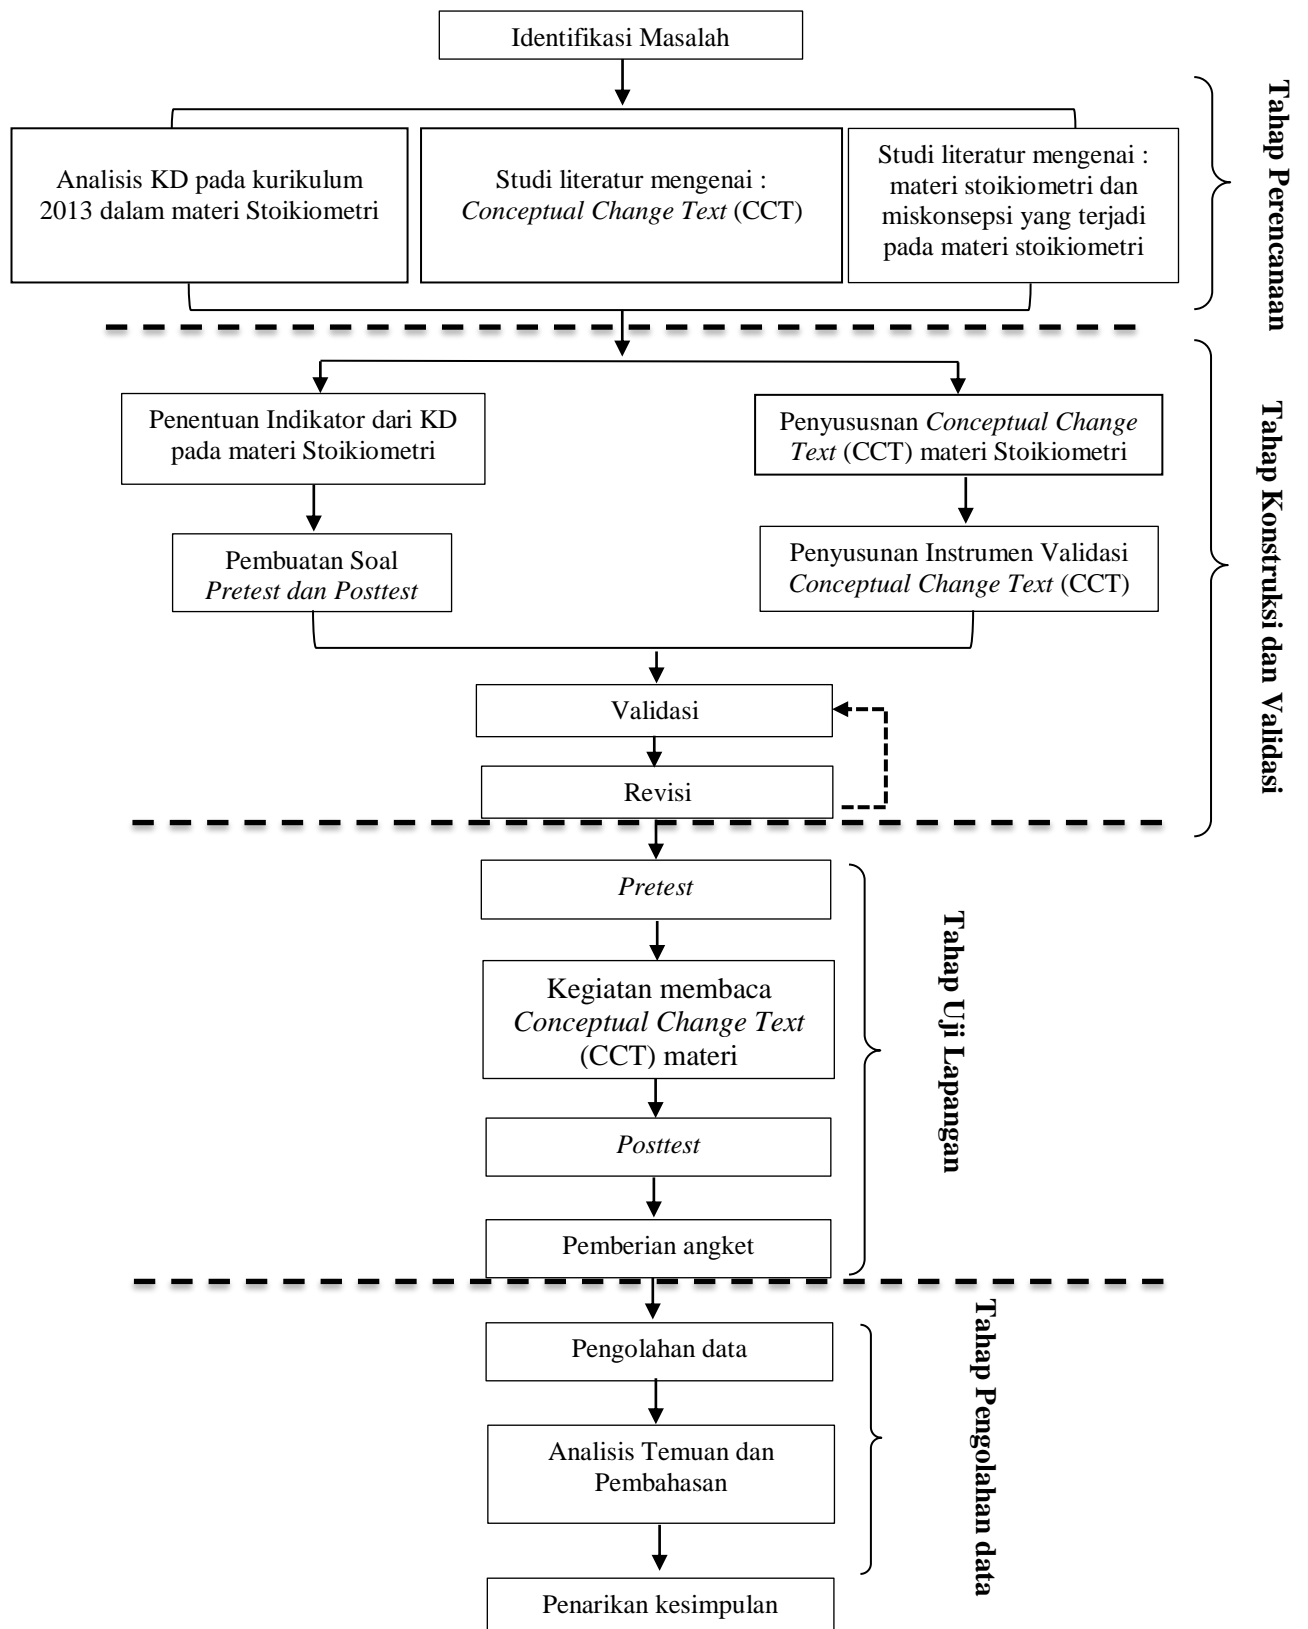 Identifikasi Masalah
Analisis KD pada kurikulum
2013 dalam materi Stoikiometri
Studi literatur mengenai :
Conceptual Change Text (CCT)
Studi literatur mengenai :
materi stoikiometri dan
miskonsepsi yang terjadi
pada materi stoikiometri
Tahap Perencanaan
Penentuan Indikator dari KD
pada materi Stoikiometri
Penyususnan Conceptual Change
Text (CCT) materi Stoikiometri
Pembuatan Soal
Pretest dan Posttest
Penyusunan Instrumen Validasi
Conceptual Change Text (CCT)
Validasi
Revisi
Tahap Konstruksi dan Validasi
Pretest
Kegiatan membaca
Conceptual Change Text
(CCT) materi
Posttest
Pemberian angket
Tahap Uji Lapangan
Pengolahan data
Analisis Temuan dan
Pembahasan
Penarikan kesimpulan
Tahap Pengolahan data